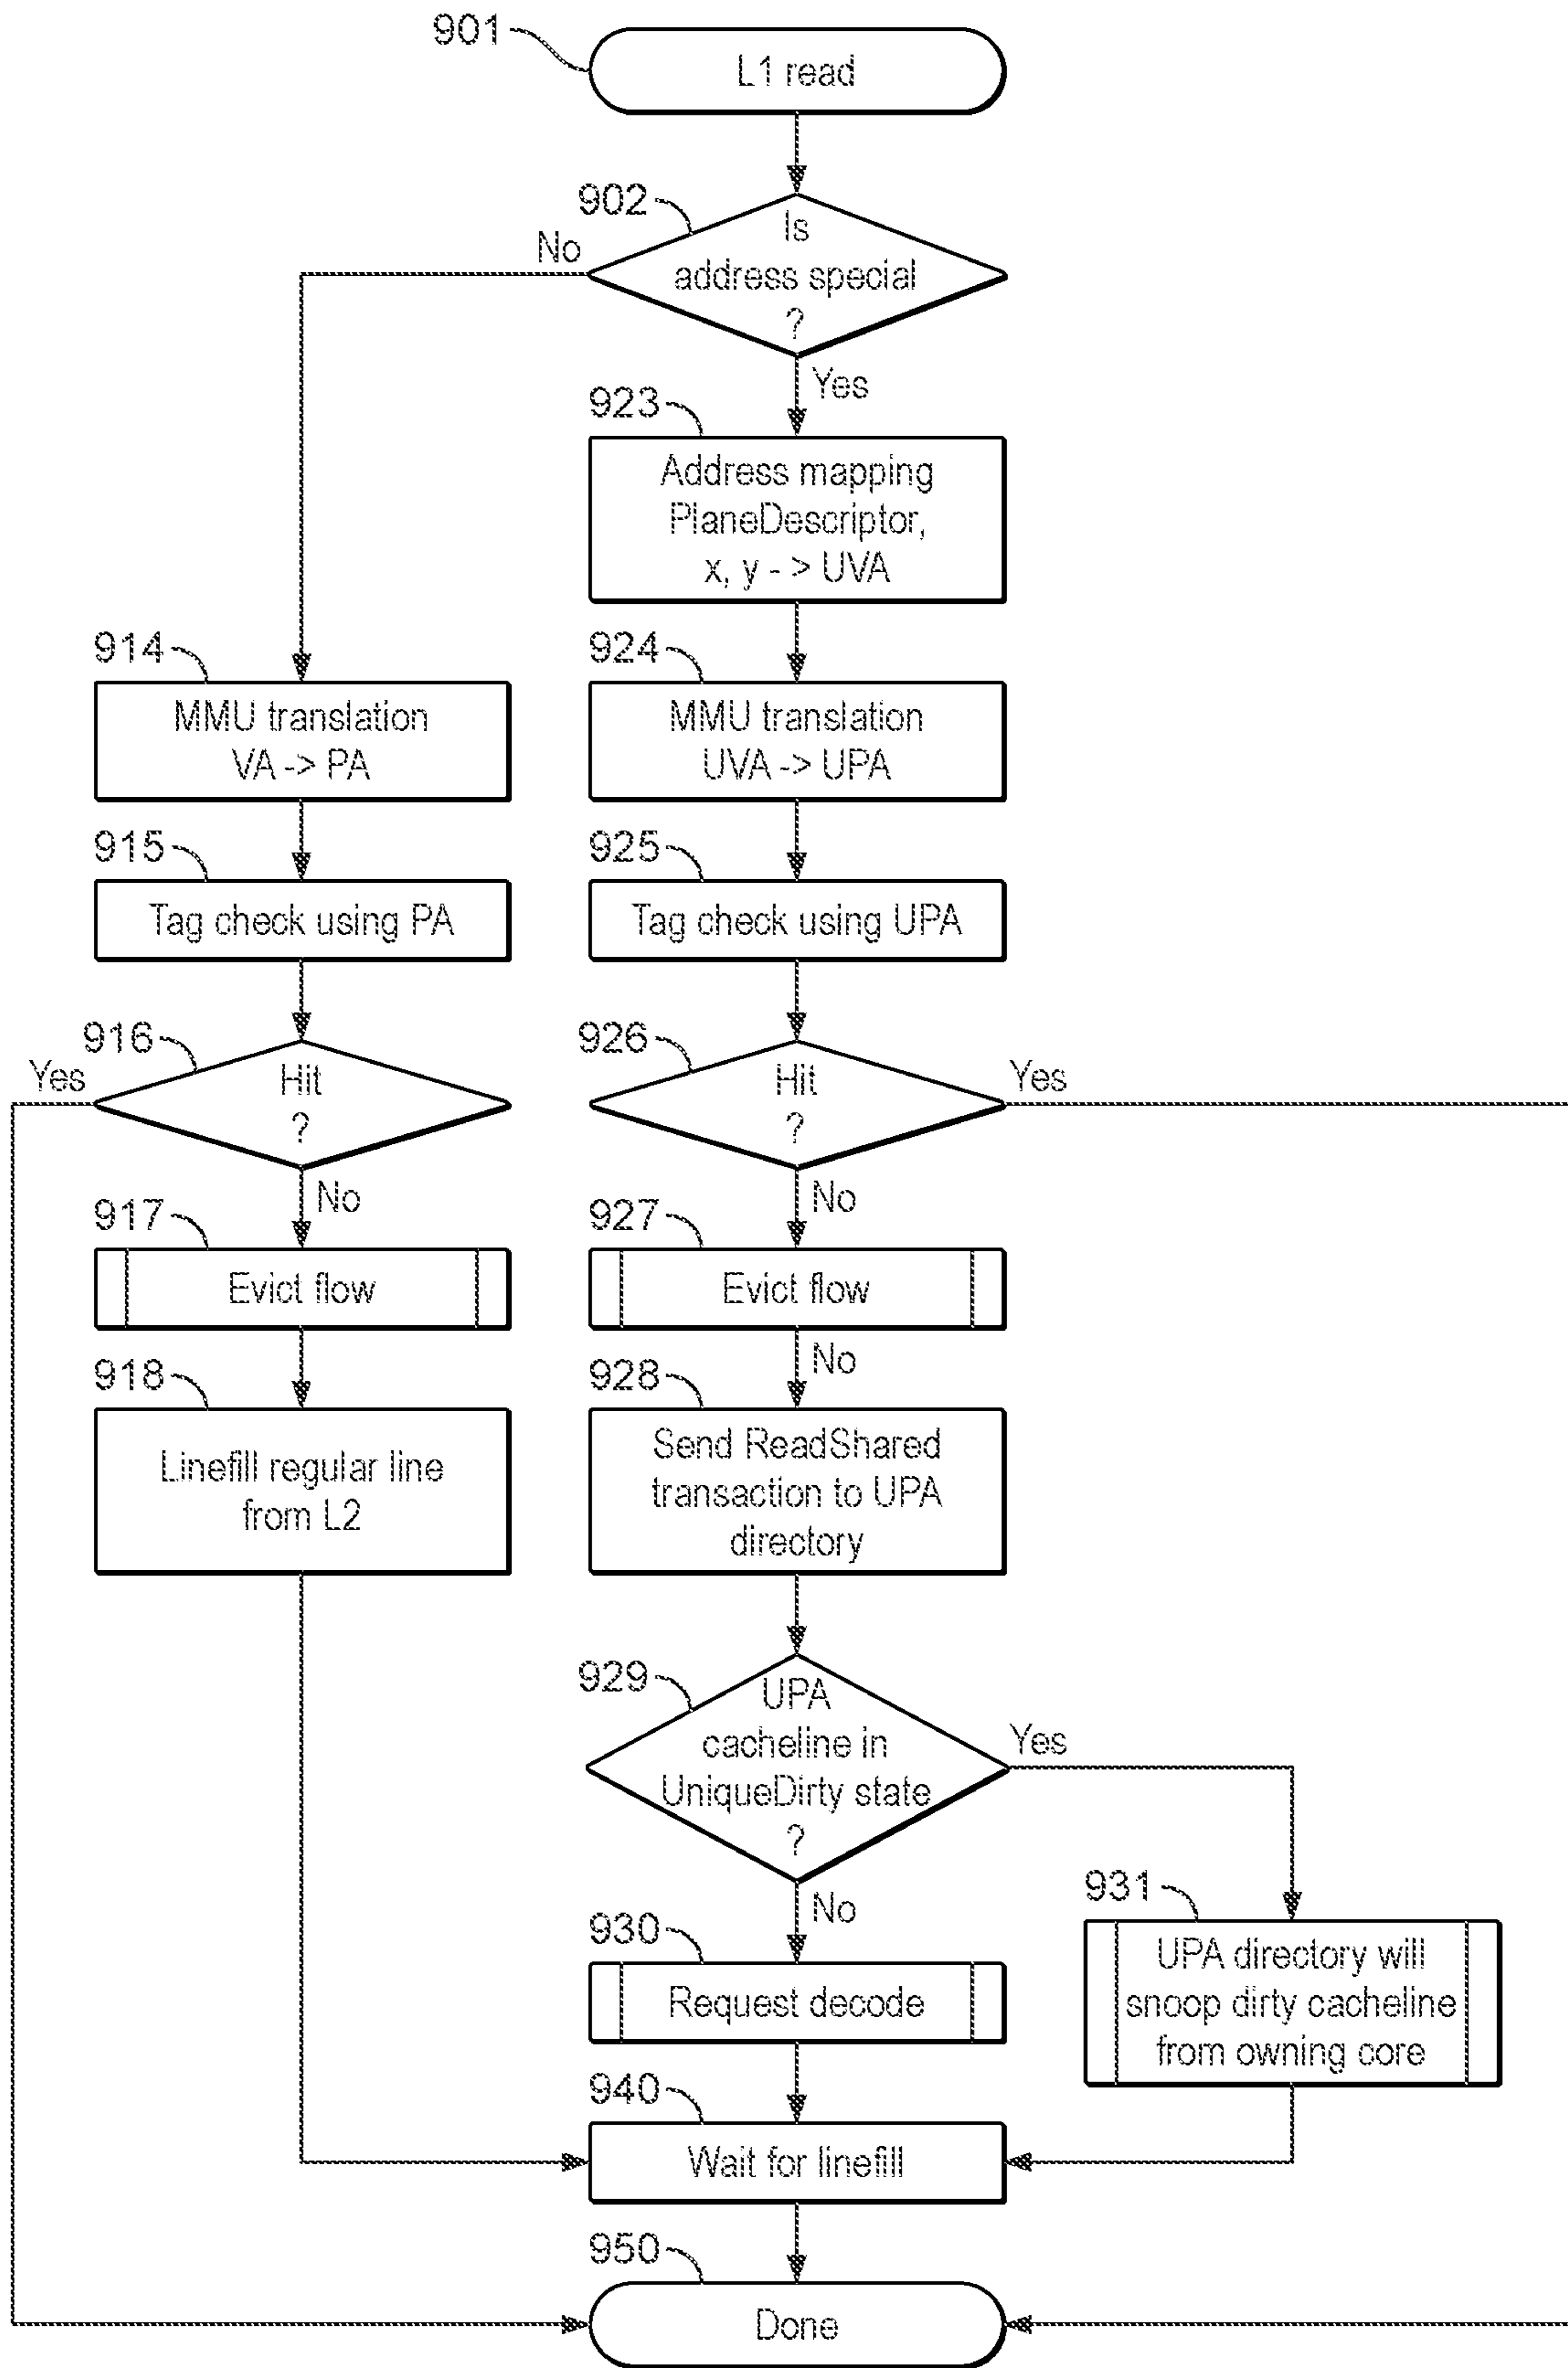 901
L1 read
902
Is
address special
?
No
Yes
923
Address mapping
PlaneDescriptor,
x, y - > UVA
914
MMU translation
VA -> PA
924
MMU translation
UVA -> UPA
915
Tag check using PA
925
Tag check using UPA
916
Hit
?
Yes
No
926
Hit
?
Yes
No
917
Evict flow
927
Evict flow
No
918
Linefill regular line
from L2
928
Send ReadShared
transaction to UPA
directory
929
UPA
cacheline in
UniqueDirty state
?
Yes
No
930
Request decode
931
UPA directory will
snoop dirty cacheline
from owning core
940
Wait for linefill
950
Done